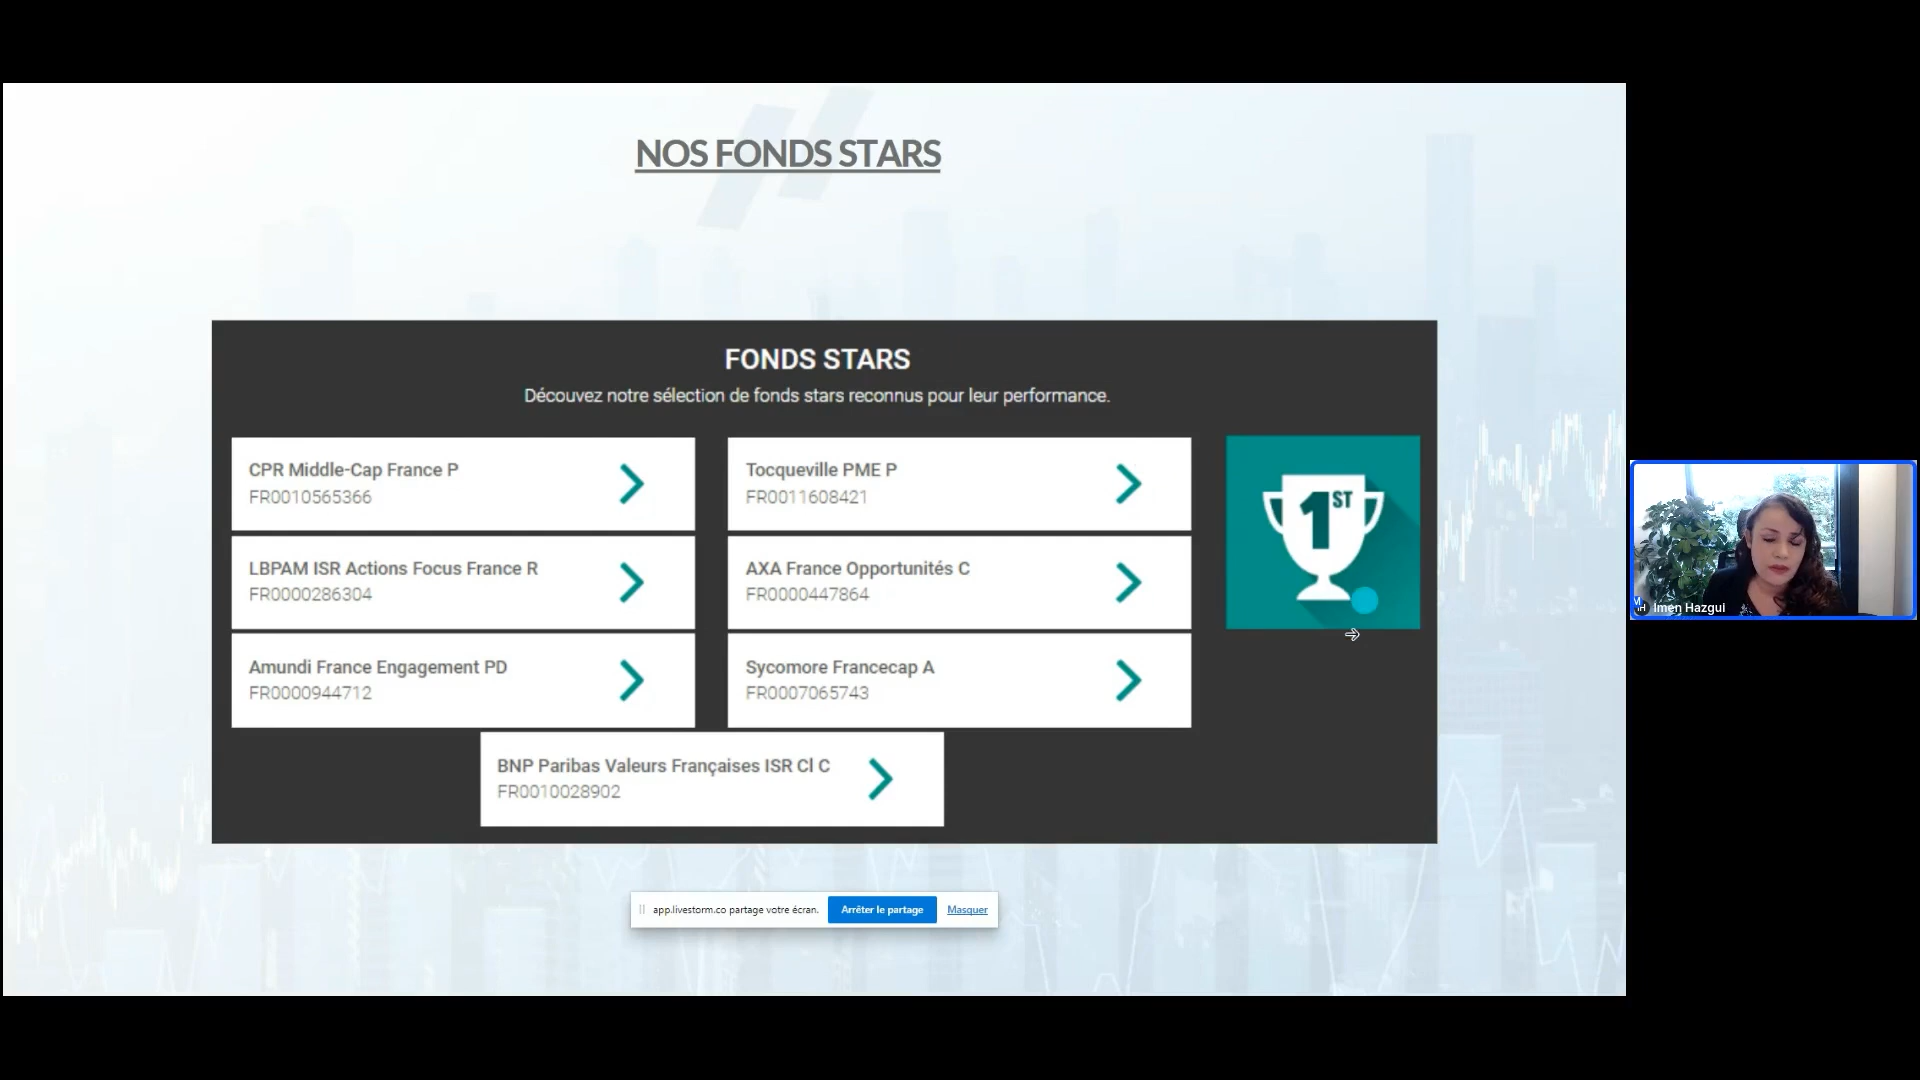 NOS FONDS STARS
FONDS STARS
Découvez notre sélection de fonds stars reconnus pour leur performance.
CPR Middle-Cap France P
FR0010565366
Tocqueville PME P
FR0011608421
1ST
LBPAM ISR Actions Focus France R
FR0000286304
AXA France Opportunités C
FR0000447864
Amundi France Engagement PD
FR0000944712
Sycomore Francecap A
FR0007065743
BNP Paribas Valeurs Françaises ISR Cl C
FR0010028902
app.livestorm.co partage votre écran.
Arrêter le partage
Masquer
Imen Hazgui